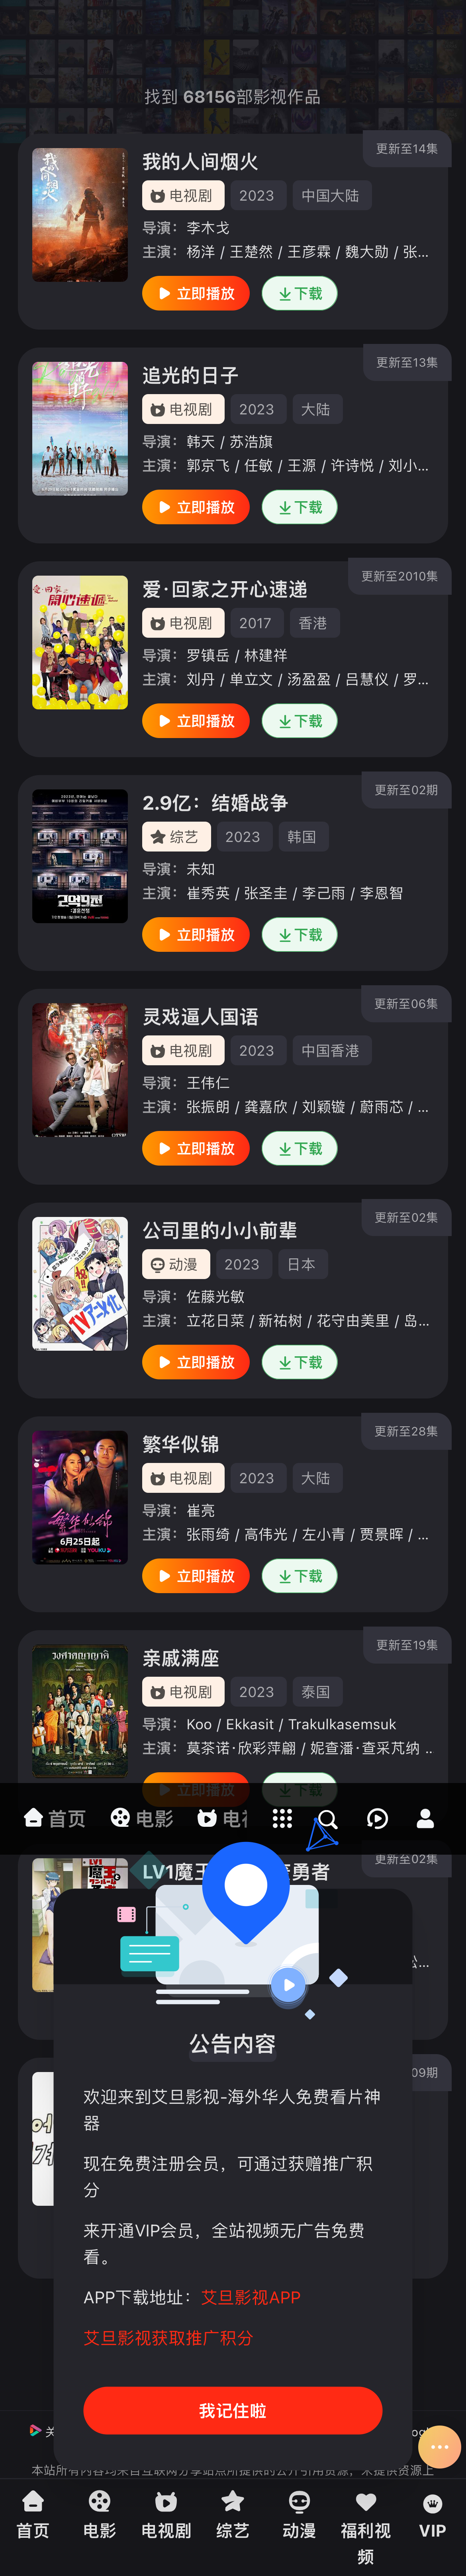 找到 68156部影视作品
更新至14集
我的人间烟火
电视剧 2023 中国大陆
导演：李木戈
主演：杨洋 / 王楚然 / 王彦霖 / 魏大勋 / 张...
立即播放 下载
更新至13集
追光的日子
电视剧 2023 大陆
导演：韩天 / 苏浩旗
主演：郭京飞 / 任敏 / 王源 / 许诗悦 / 刘小...
立即播放 下载
更新至2010集
爱·回家之开心速递
电视剧 2017 香港
导演：罗镇岳 / 林建祥
主演：刘丹 / 单立文 / 汤盈盈 / 吕慧仪 / 罗...
立即播放 下载
更新至02期
2.9亿：结婚战争
综艺 2023 韩国
导演：未知
主演：崔秀英 / 张圣圭 / 李己雨 / 李恩智
立即播放 下载
更新至06集
灵戏逼人国语
电视剧 2023 中国香港
导演：王伟仁
主演：张振朗 / 龚嘉欣 / 刘颖镟 / 蔚雨芯 / ...
立即播放 下载
更新至02集
公司里的小小前辈
动漫 2023 日本
导演：佐藤光敏
主演：立花日菜 / 新祐树 / 花守由美里 / 岛...
立即播放 下载
更新至28集
繁华似锦
电视剧 2023 大陆
导演：崔亮
主演：张雨绮 / 高伟光 / 左小青 / 贾景晖 / ...
立即播放 下载
繁华似锦
6月25日起
YOUKU
更新至19集
亲戚满座
电视剧 2023 泰国
导演：Koo / Ekkasit / Trakulkasemsuk
主演：莫茶诺·欣彩萍翩 / 妮查潘·查采芃纳 ..
立即播放 下载
首页 电影 电视
更新至02集
LV1魔王 勇者
09期
公告内容
欢迎来到艾旦影视-海外华人免费看片神
器
现在免费注册会员，可通过获赠推广积
分
来开通VIP会员，全站视频无广告免费
看。
APP下载地址：艾旦影视APP
艾旦影视获取推广积分
我记住啦
本站所有内容均来自互联网分享站点所提供的公开引用资源，未提供资源上
首页 电影 电视剧 综艺 动漫 福利视 VIP
频